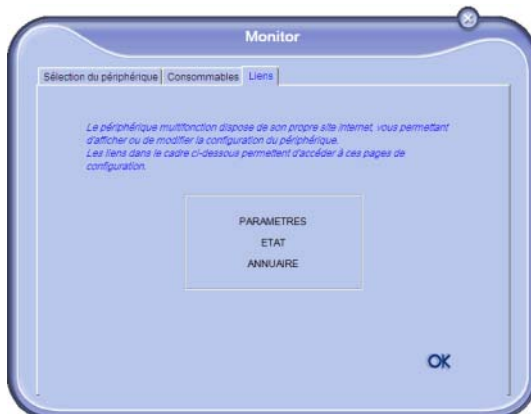 Monitor
Sélection du périphérique Consommables Liens
Le périphérique multifonction dispose de son propre site Internet, vous permettant
d'afficher ou de modifier la configuration du périphérique.
Les liens dans le cadre ci-dessous permettent d'accéder à ces pages de
configuration.
PARAMETRES
ETAT
ANNUAIRE
OK